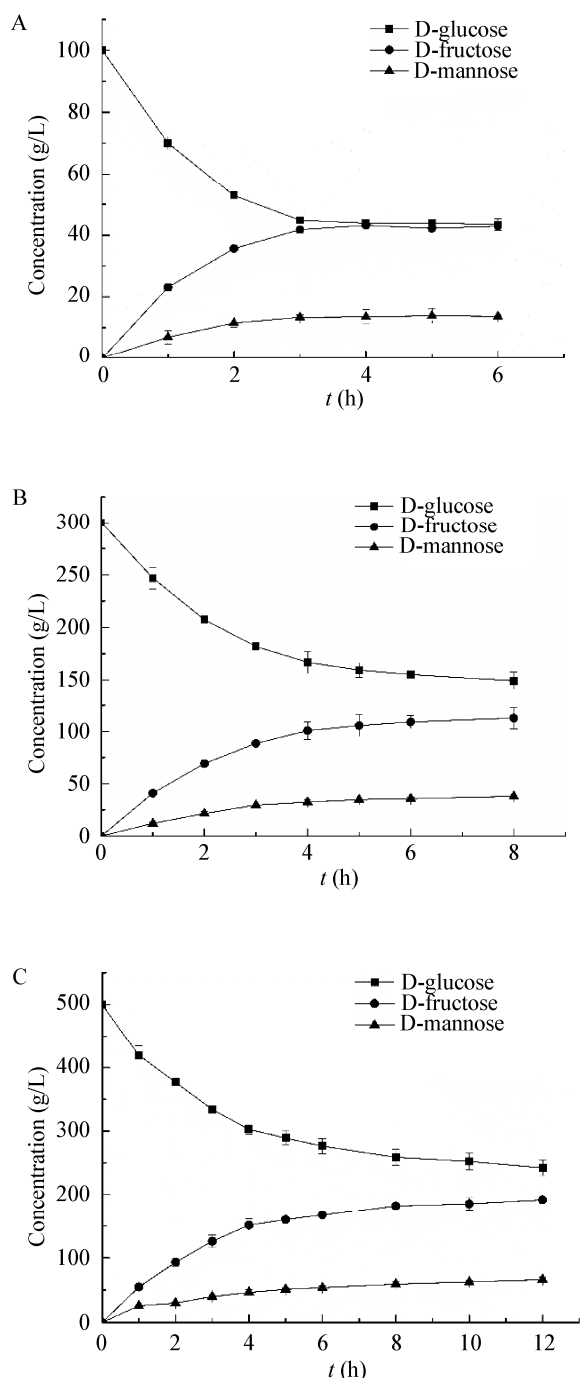 A
D-glucose
D-fructose
D-mannose
Concentration (g/L)
100
80
60
40
20
0
0 2 4 6
t (h)
B
D-glucose
D-fructose
D-mannose
Concentration (g/L)
300
250
200
150
100
50
0
0 2 4 6 8
t (h)
C
D-glucose
D-fructose
D-mannose
Concentration (g/L)
500
400
300
200
100
0
0 2 4 6 8 10 12
t (h)